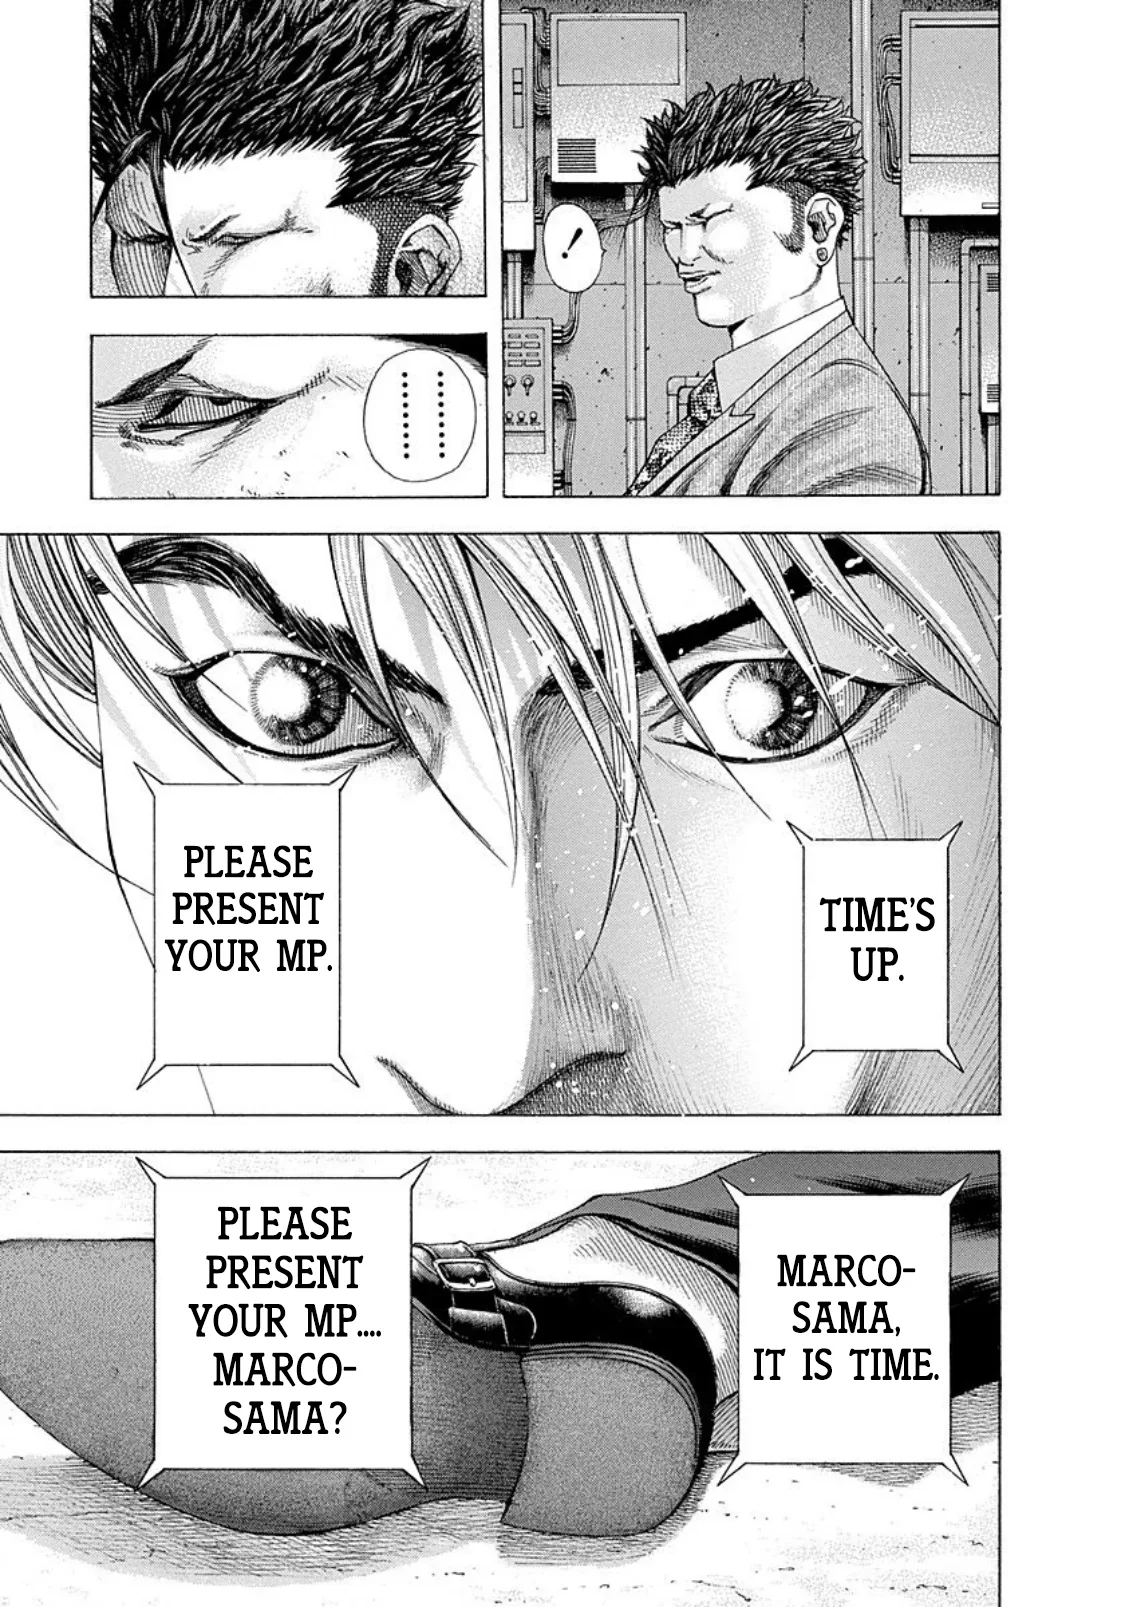 !
TIME'S
UP.
PLEASE
PRESENT
YOUR MP.
MARCO-
SAMA,
IT IS TIME.
PLEASE
PRESENT
YOUR MP....
MARCO-
SAMA?